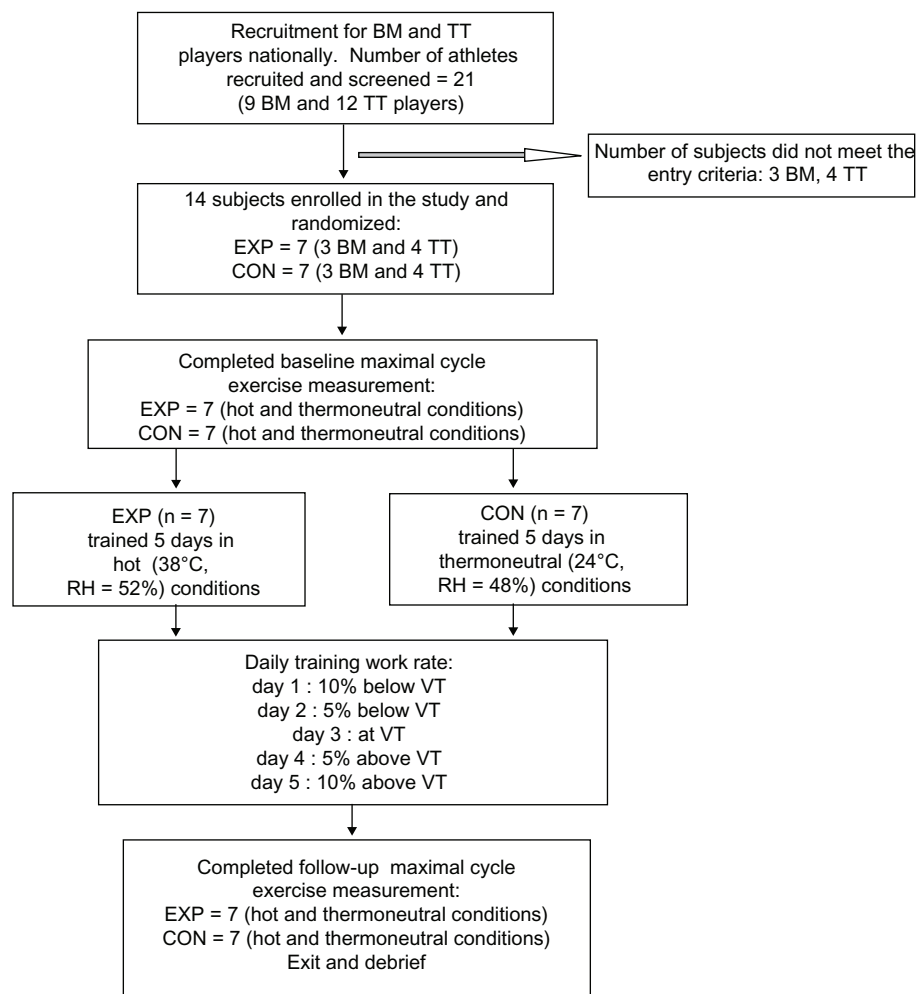 Recruitment for BM and TT
players nationally. Number of athletes
recruited and screened = 21
(9 BM and 12 TT players)
Number of subjects did not meet the
entry criteria: 3 BM, 4 TT
14 subjects enrolled in the study and
randomized:
EXP = 7 (3 BM and 4 TT)
CON = 7 (3 BM and 4 TT)
Completed baseline maximal cycle
exercise measurement:
EXP = 7 (hot and thermoneutral conditions)
CON = 7 (hot and thermoneutral conditions)
EXP (n = 7)
trained 5 days in
hot (38°C,
RH = 52%) conditions
CON (n = 7)
trained 5 days in
thermoneutral (24°C,
RH = 48%) conditions
Daily training work rate:
day 1 : 10% below VT
day 2 : 5% below VT
day 3 : at VT
day 4 : 5% above VT
day 5 : 10% above VT
Completed follow-up maximal cycle
exercise measurement:
EXP = 7 (hot and thermoneutral conditions)
CON = 7 (hot and thermoneutral conditions)
Exit and debrief